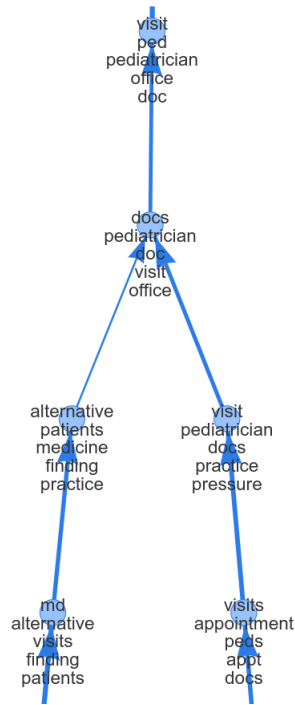 visit
ped
pediatrician
office
doc
docs
pediatrician
doc
visit
office
alternative
patients
medicine
finding
practice
visit
pediatrician
docs
practice
pressure
md
alternative
visits
finding
patients
visits
appointment
peds
appt
docs